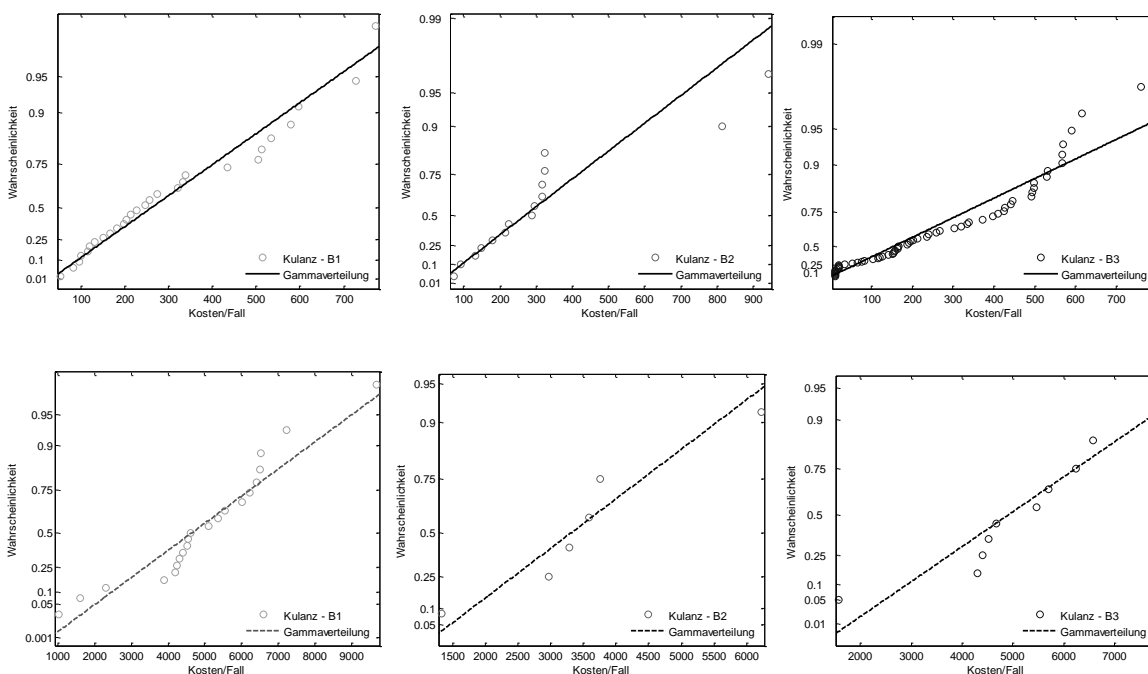 0.99
0.95
0.9
0.75
0.5
0.25
0.1
0.01
Wahrscheinlichkeit
100 200 300 400 500 600 700
Kosten/Fall
Kulanz - B1
Gammaverteilung
0.99
0.95
0.9
0.75
0.5
0.25
0.1
0.01
Wahrscheinlichkeit
100 200 300 400 500 600 700 800 900
Kosten/Fall
Kulanz - B2
Gammaverteilung
0.99
0.95
0.9
0.75
0.5
0.25
0.1
Wahrscheinlichkeit
100 200 300 400 500 600 700
Kosten/Fall
Kulanz - B3
Gammaverteilung
0.95
0.9
0.75
0.5
0.25
0.1
0.05
0.001
Wahrscheinlichkeit
1000 2000 3000 4000 5000 6000 7000 8000 9000
Kosten/Fall
Kulanz - B1
Gammaverteilung
0.95
0.9
0.75
0.5
0.25
0.1
0.05
Wahrscheinlichkeit
1500 2000 2500 3000 3500 4000 4500 5000 5500 6000
Kosten/Fall
Kulanz - B2
Gammaverteilung
0.95
0.9
0.75
0.5
0.25
0.1
0.05
0.01
Wahrscheinlichkeit
2000 3000 4000 5000 6000 7000
Kosten/Fall
Kulanz - B3
Gammaverteilung